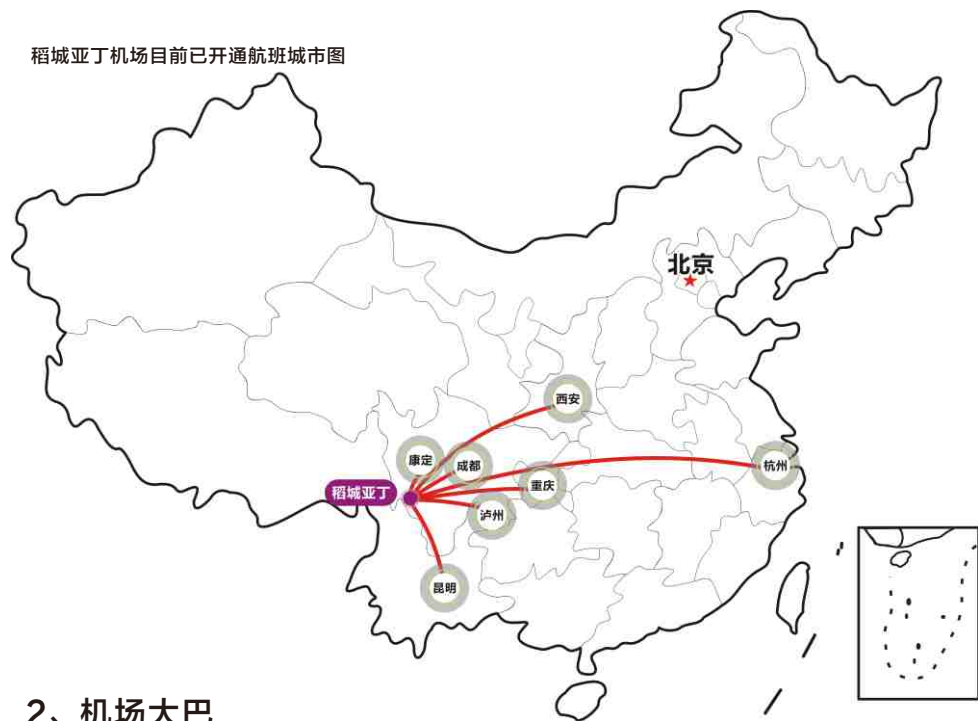 稻城亚丁机场目前已开通航班城市图
北京
西安
康定
成都
杭州
重庆
稻城亚丁
泸州
昆明
2、机场大巴